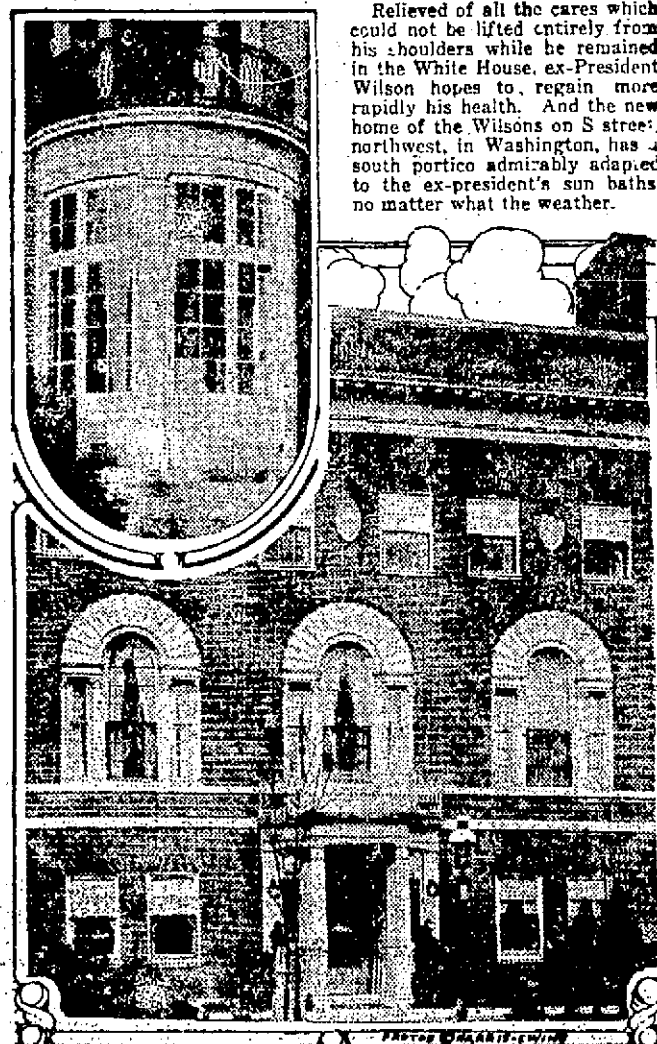 Relieved of all the cares which
could not be lifted entirely from
his shoulders while he remained
in the White House, ex-President
Wilson hopes to, regain more
rapidly his health. And the new
home of the Wilsons on S street,
northwest, in Washington, has a
south portico admirably adapted
to the ex-president's sun baths
no matter what the weather.
PHOTOS © HARRIS-EWING